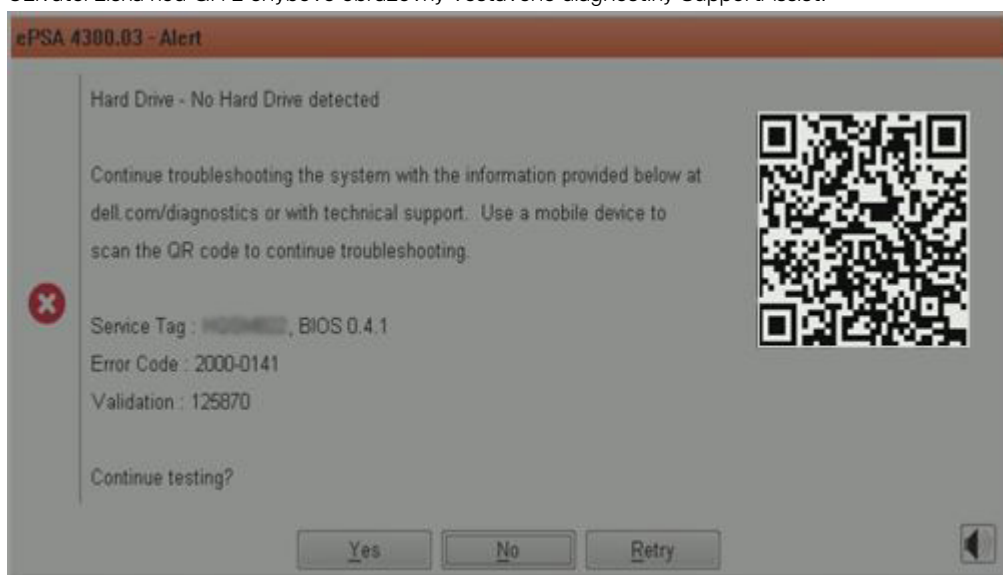 ePSA 4300.03 - Alert
Hard Drive - No Hard Drive detected
Continue troubleshooting the system with the information provided below at
dell.com/diagnostics or with technical support. Use a mobile device to
scan the QR code to continue troubleshooting.
Service Tag : , BIOS 0.4.1
Error Code : 2000-0141
Validation : 125870
Continue testing?
Yes No Retry